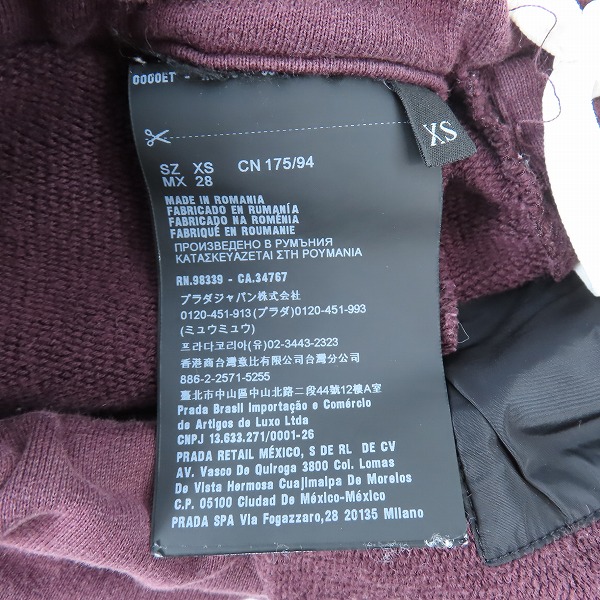 0000ET -
XS
SZ XS CN 175/94
MX 28
MADE IN ROMANIA
FABRICADO EN RUMANÍA
FABRICADO NA ROMÉNIA
FABRIQUÉ EN ROUMANIE
ПРОИЗВЕДЕНО В РУМЪНИЯ
ΚΑΤΑΣΚΕΥΑΖΕΤΑΙ ΣΤΗ ΡΟΥΜΑΝΙΑ
RN.98339 - CA.34767
プラダジャパン株式会社
0120-451-913 (プラダ) 0120-451-993
(ミュウミュウ)
프라다코리아(유) 02-3443-2323
香港商台灣意比有限公司台灣分公司
886-2-2571-5255
臺北市中山區中山北路二段44號12樓A室
Prada Brasil Importação e Comércio
de Artigos de Luxo Ltda
CNPJ 13.633.271/0001-26
PRADA RETAIL MÉXICO, S DE RL DE CV
AV. Vasco De Quiroga 3800 Col. Lomas
De Vista Hermosa Cuajimalpa De Morelos
C.P. 05100 Ciudad De México-México
PRADA SPA Via Fogazzaro, 28 20135 Milano